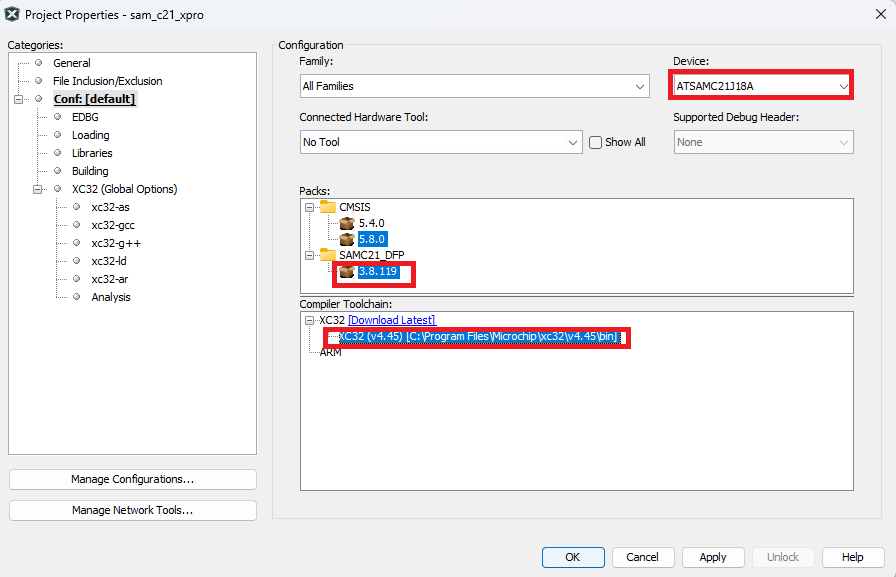 Project Properties - sam_c21_xpro
Categories:
General
File Inclusion/Exclusion
Conf: [default]
EDBG
Loading
Libraries
Building
XC32 (Global Options)
xc32-as
xc32-gcc
xc32-g++
xc32-ld
xc32-ar
Analysis
Manage Configurations...
Manage Network Tools...
Configuration
Family:
All Families
Device:
ATSAMC21J18A
Connected Hardware Tool:
No Tool
Show All
Supported Debug Header:
None
Packs:
CMSIS
5.4.0
5.8.0
SAMC21_DFP
3.8.119
Compiler Toolchain:
XC32 [Download Latest]
XC32 (v4.45) [C:\Program Files\Microchip\xc32\v4.45\bin]
ARM
OK
Cancel
Apply
Unlock
Help